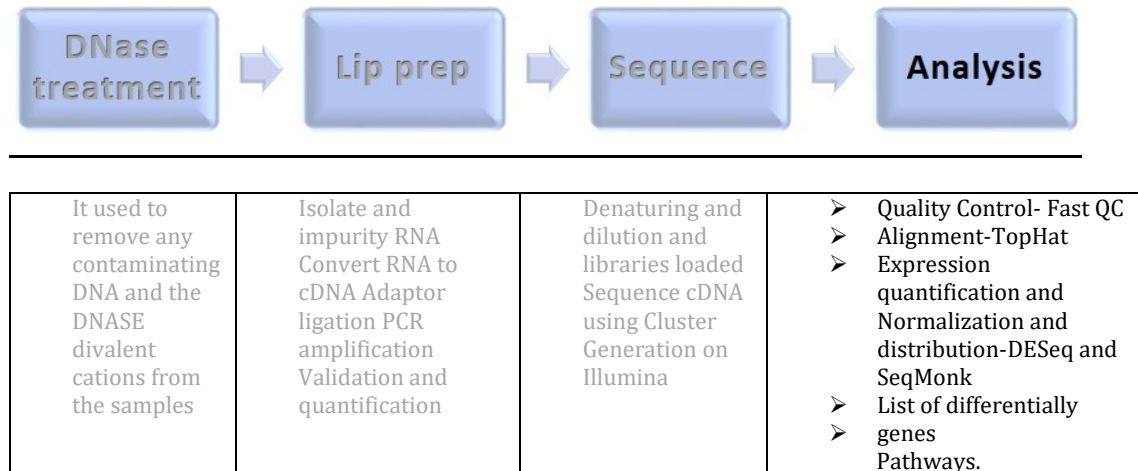 DNase
treatment
Lip prep
Sequence
Analysis
It used to
remove any
contaminating
DNA and the
DNASE
divalent
cations from
the samples
Isolate and
impurity RNA
Convert RNA to
cDNA Adaptor
ligation PCR
amplification
Validation and
quantification
Denaturing and
dilution and
libraries loaded
Sequence cDNA
using Cluster
Generation on
Illumina
➢ Quality Control- Fast QC
➢ Alignment-TopHat
➢ Expression
quantification and
Normalization and
distribution-DESeq and
SeqMonk
➢ List of differentially
➢ genes
Pathways.